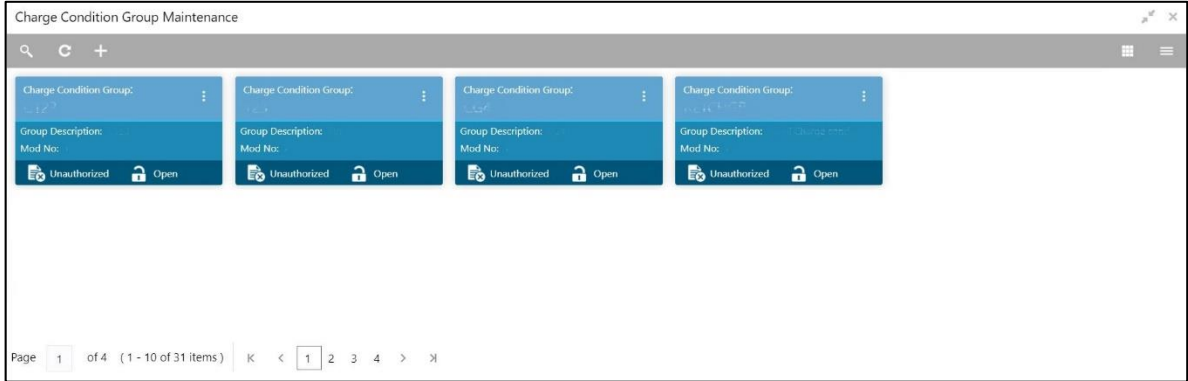 Charge Condition Group Maintenance
Charge Condition Group: Charge Condition Group: Charge Condition Group: Charge Condition Group:
Group Description: Group Description: Group Description: Group Description:
Mod No: Mod No: Mod No: Mod No:
Unauthorized Open Unauthorized Open Unauthorized Open Unauthorized Open
Page 1 of 4 ( 1 - 10 of 31 items ) 1 2 3 4